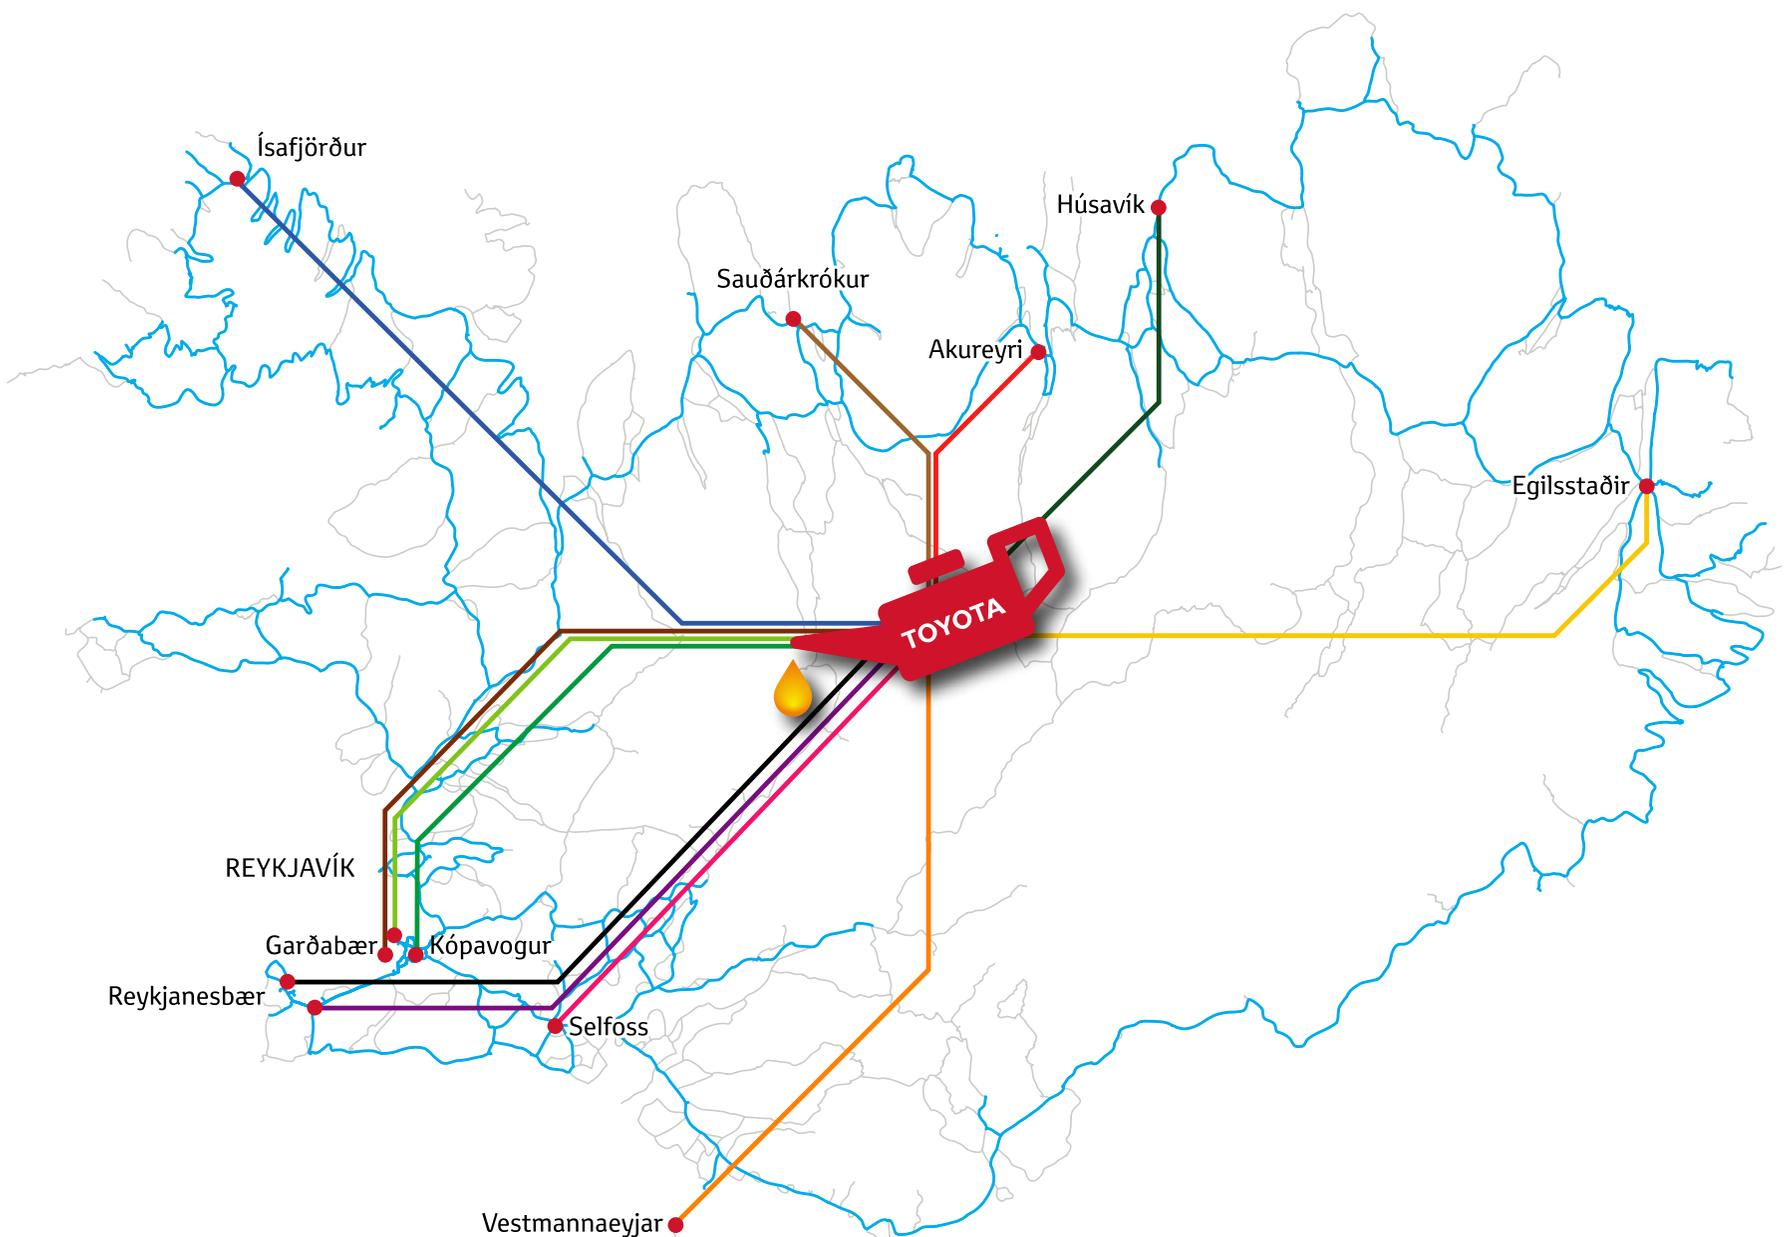 Ísafjörður
Húsavík
Sauðárkrókur
Akureyri
Egilsstaðir
TOYOTA
REYKJAVÍK
Garðabær
Kópavogur
Reykjanesbær
Selfoss
Vestmannaeyjar